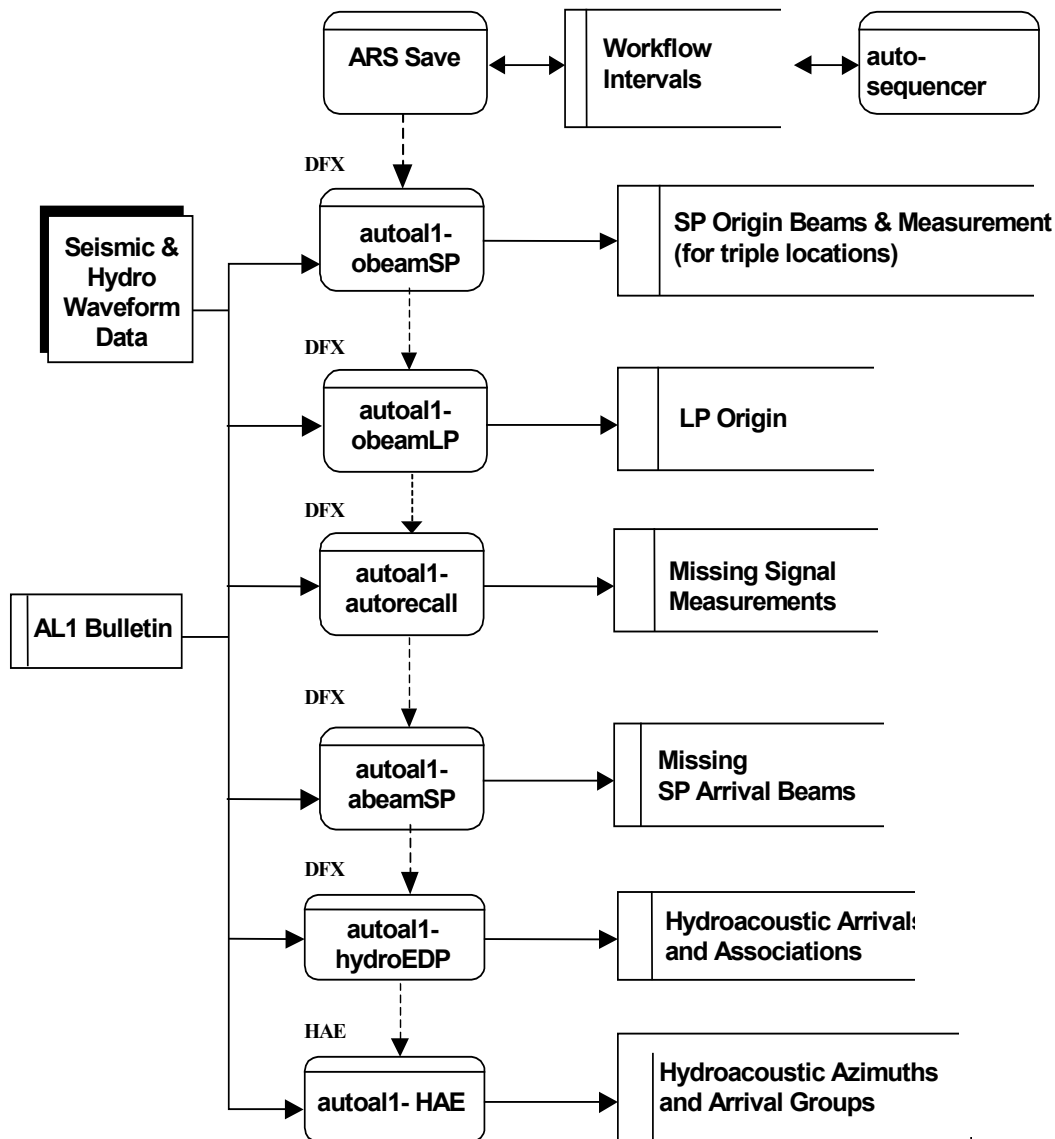 ARS Save
Workflow
Intervals
auto-
sequencer
DFX
autoal1-
obeamSP
SP Origin Beams & Measurement
(for triple locations)
Seismic &
Hydro
Waveform
Data
DFX
autoal1-
obeamLP
LP Origin
DFX
autoal1-
autorecall
Missing Signal
Measurements
AL1 Bulletin
DFX
autoal1-
abeamSP
Missing
SP Arrival Beams
DFX
autoal1-
hydroEDP
Hydroacoustic Arrivals
and Associations
HAE
autoal1- HAE
Hydroacoustic Azimuths
and Arrival Groups